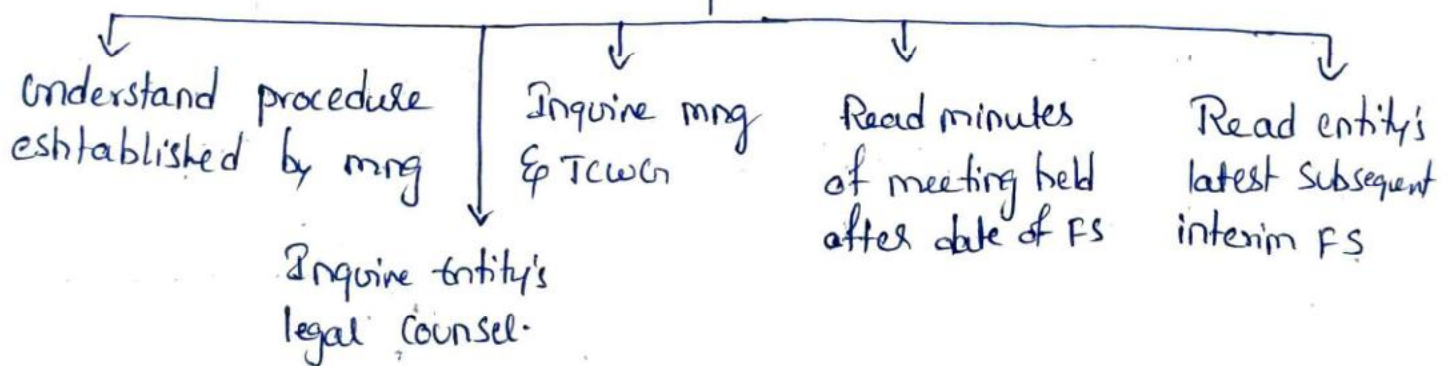 understand procedure
eshtablished by mng
Inquire Entity's
legal Counsel.
Inquire mng
& TCWG
Read minutes
of meeting held
after date of FS
Read entity's
latest subsequent
interim FS